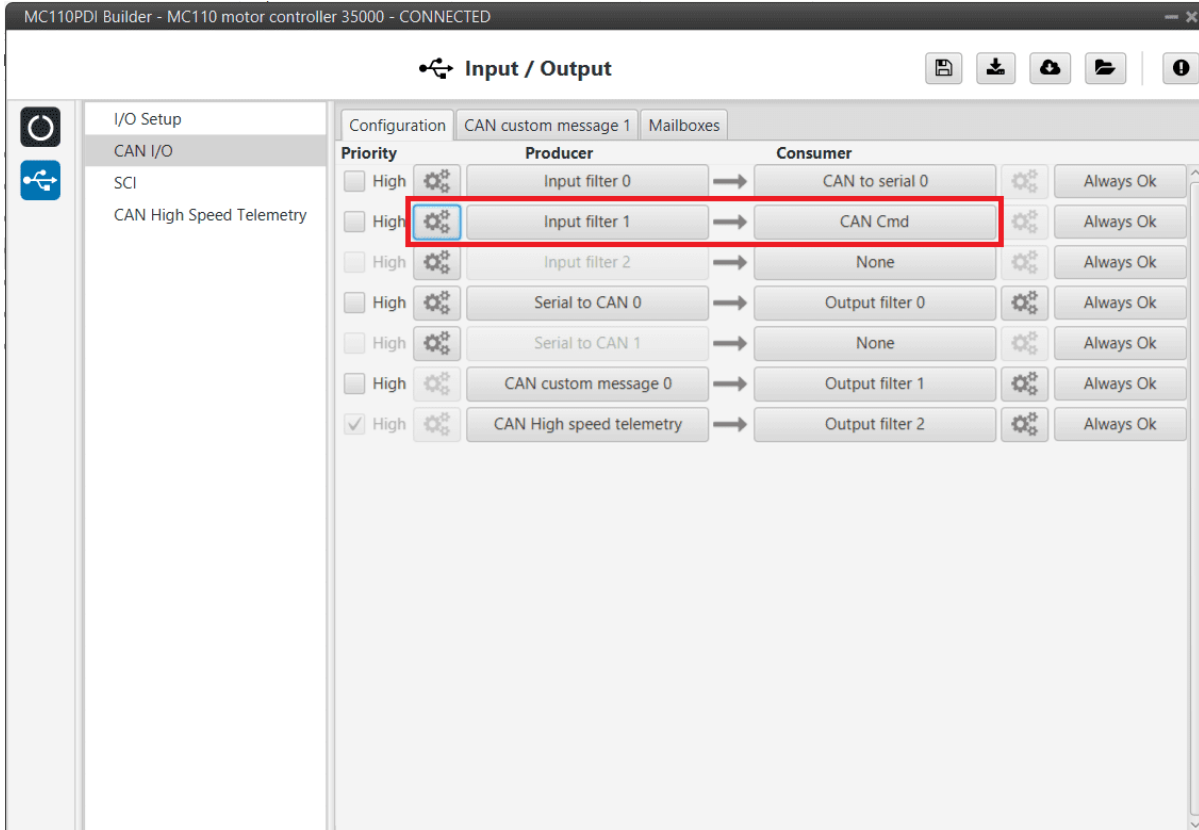 MC110PDI Builder - MC110 motor controller 35000 - CONNECTED
Input / Output
I/O Setup
CAN I/O
SCI
CAN High Speed Telemetry
Configuration CAN custom message 1 Mailboxes
Priority Producer Consumer
High Input filter 0 CAN to serial 0 Always Ok
High Input filter 1 CAN Cmd Always Ok
High Input filter 2 None Always Ok
High Serial to CAN 0 Output filter 0 Always Ok
High Serial to CAN 1 None Always Ok
High CAN custom message 0 Output filter 1 Always Ok
High CAN High speed telemetry Output filter 2 Always Ok